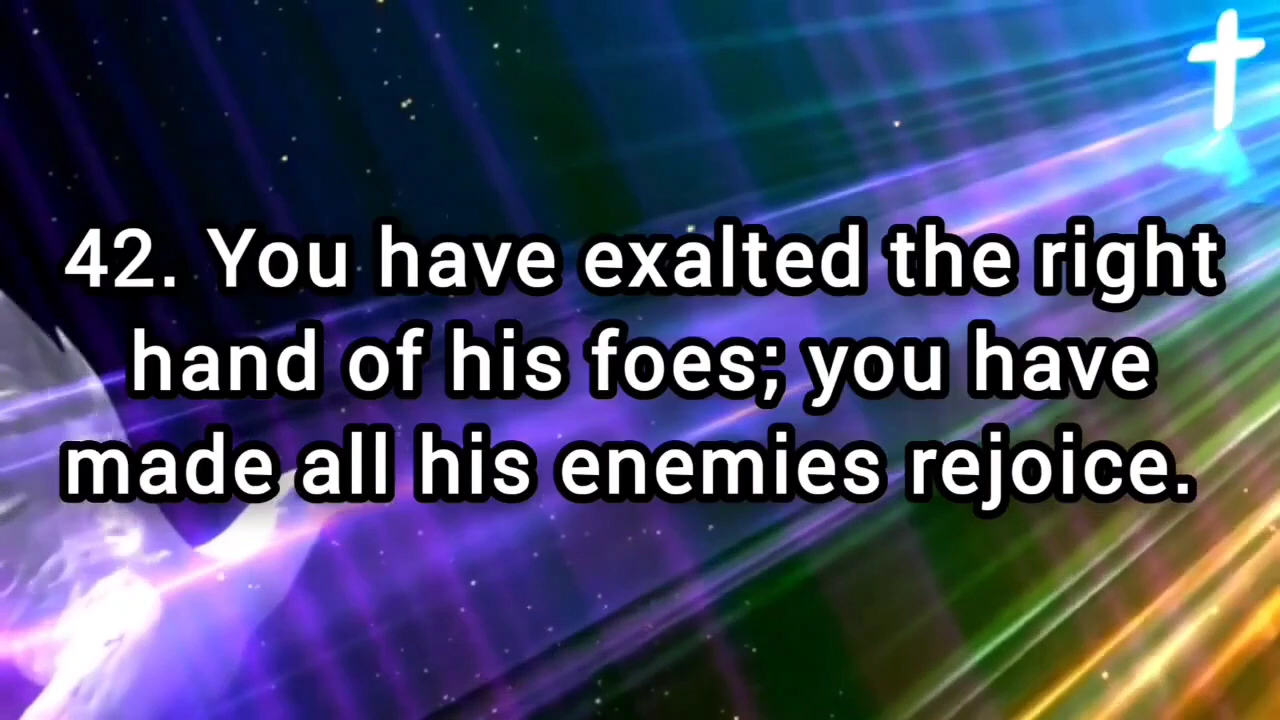 42. You have exalted the right
hand of his foes; you have
made all his enemies rejoice.